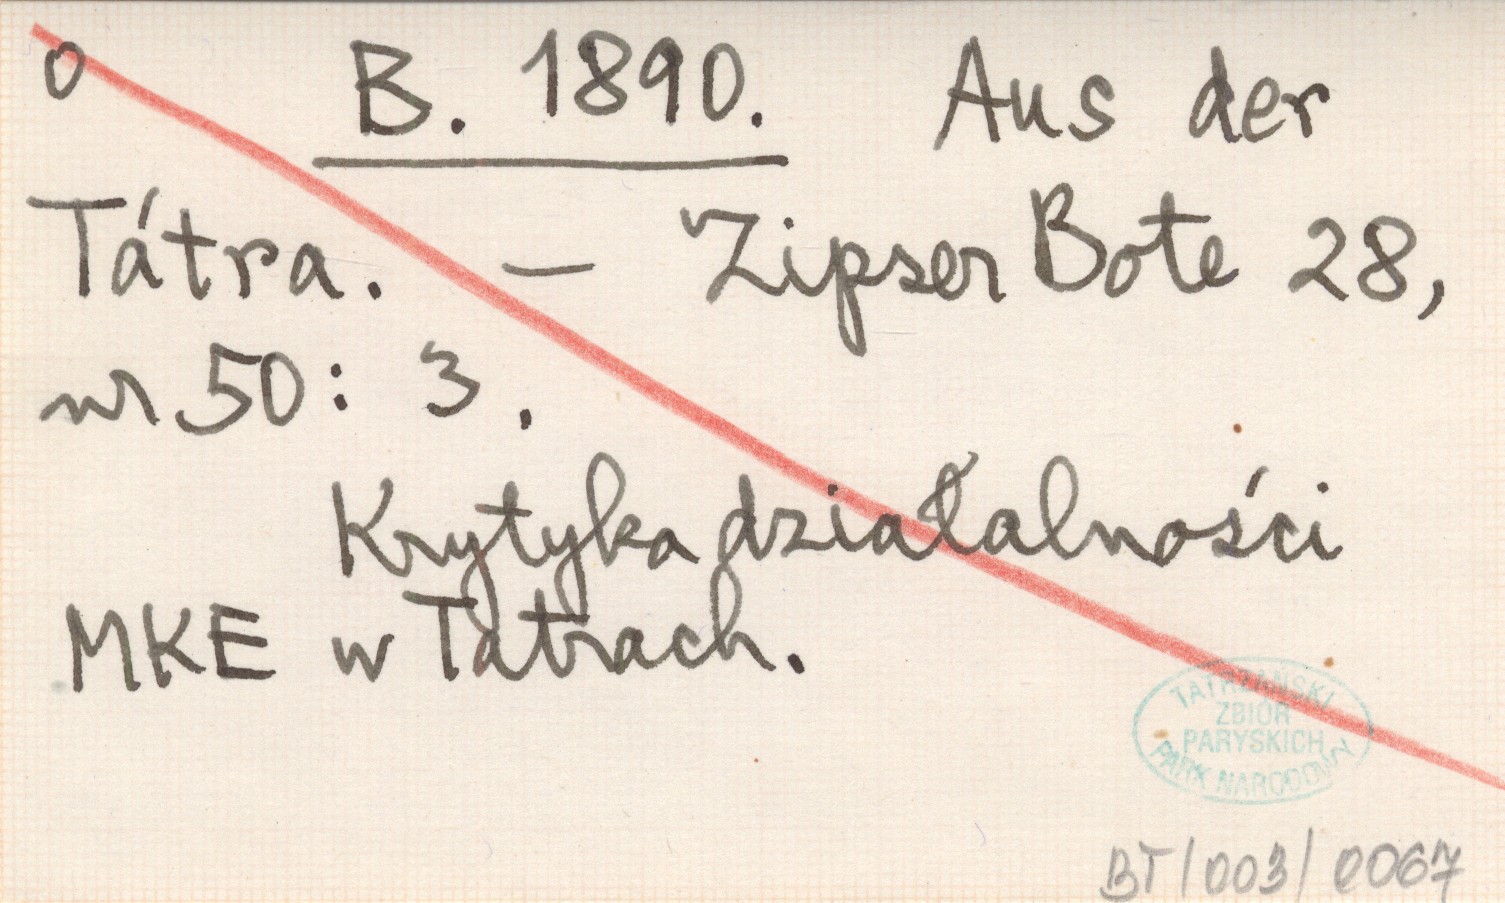 o B. 1890. Aus der
Tátra. — Zipser Bote 28,
nr 50: 3.
Krytyka działalności
MKE w Tatrach.
TATRZAŃSKI
ZBIÓR
PARYSKICH
PARK NARODOWY
BT/003/0067